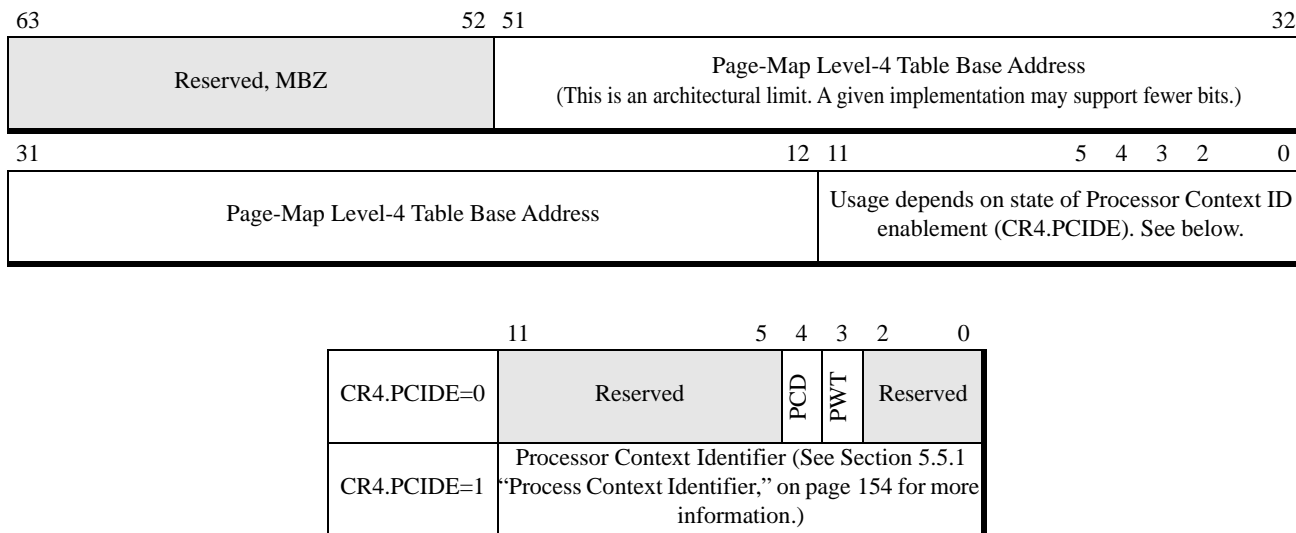 63 52 51 32
Reserved, MBZ
Page-Map Level-4 Table Base Address
(This is an architectural limit. A given implementation may support fewer bits.)
31 12 11 5 4 3 2 0
Page-Map Level-4 Table Base Address
Usage depends on state of Processor Context ID
enablement (CR4.PCIDE). See below.
11 5 4 3 2 0
CR4.PCIDE=0 Reserved PCD PWT Reserved
CR4.PCIDE=1
Processor Context Identifier (See Section 5.5.1
“Process Context Identifier,” on page 154 for more
information.)